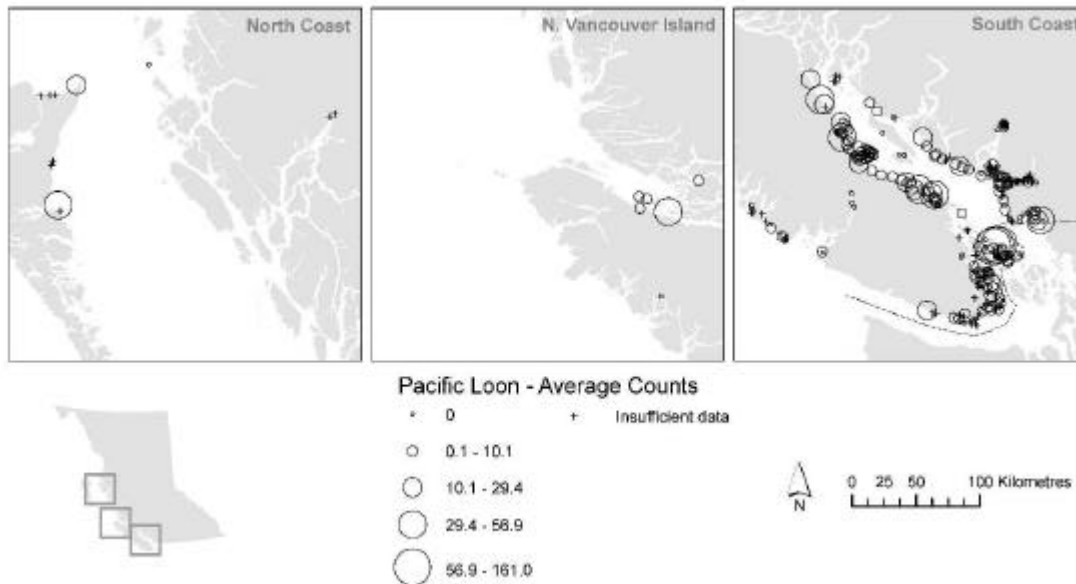 North Coast
N. Vancouver Island
South Coast
Pacific Loon - Average Counts
0
Insufficient data
0.1 - 10.1
10.1 - 29.4
29.4 - 56.9
56.9 - 161.0
N
0 25 50 100 Kilometres